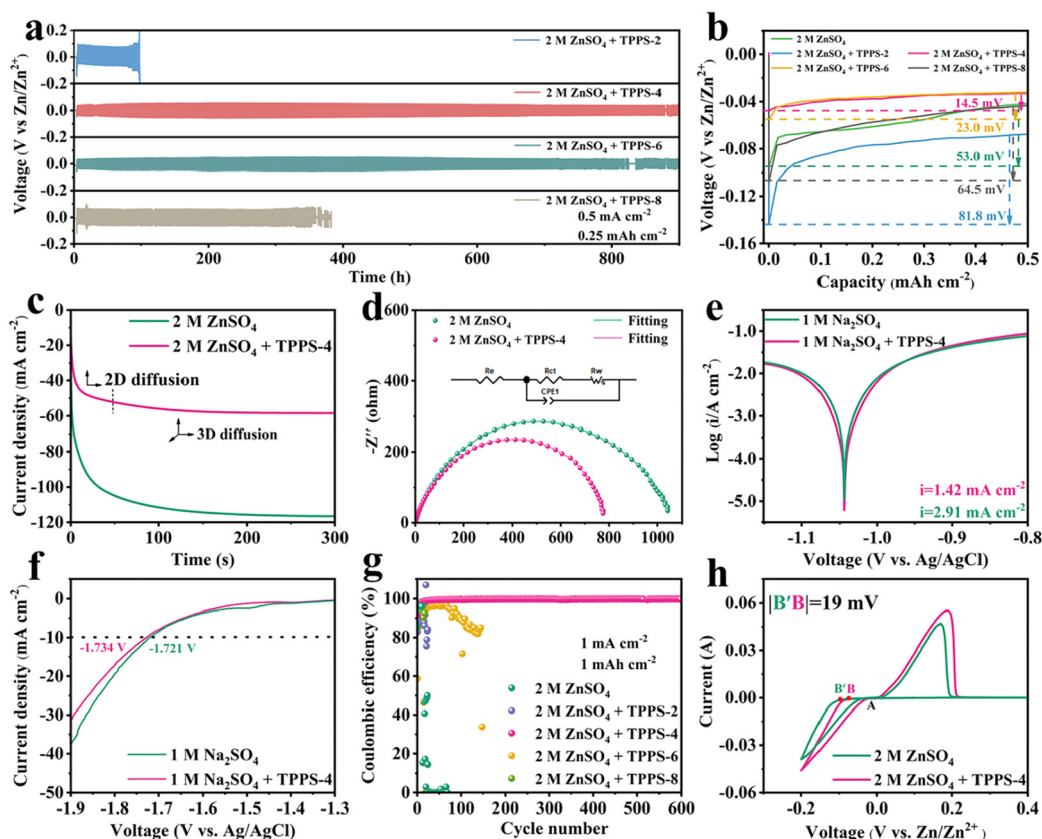 a
0.2
0.0
-0.2
0.0
-0.2
0.0
-0.2
0.0
-0.2
2 M ZnSO₄ + TPPS-2
2 M ZnSO₄ + TPPS-4
2 M ZnSO₄ + TPPS-6
2 M ZnSO₄ + TPPS-8
0.5 mA cm⁻²
0.25 mAh cm⁻²
0 200 400 600 800
Time (h)
Voltage (V vs Zn/Zn²⁺)
b
2 M ZnSO₄
2 M ZnSO₄ + TPPS-2 2 M ZnSO₄ + TPPS-4
2 M ZnSO₄ + TPPS-6 2 M ZnSO₄ + TPPS-8
14.5 mV
23.0 mV
53.0 mV
64.5 mV
81.8 mV
0.00
-0.04
-0.08
-0.12
-0.16
0.0 0.1 0.2 0.3 0.4 0.5
Capacity (mAh cm⁻²)
Voltage (V vs Zn/Zn²⁺)
c
2 M ZnSO₄
2 M ZnSO₄ + TPPS-4
2D diffusion
3D diffusion
0
-20
-40
-60
-80
-100
-120
0 100 200 300
Time (s)
Current density (mA cm⁻²)
d
2 M ZnSO₄ Fitting
2 M ZnSO₄ + TPPS-4 Fitting
Re Rct Rw
CPE1
600
400
200
0
0 200 400 600 800 1000
Z' (ohm)
-Z'' (ohm)
e
1 M Na₂SO₄
1 M Na₂SO₄ + TPPS-4
i=1.42 mA cm⁻²
i=2.91 mA cm⁻²
-1.0
-2.0
-3.0
-4.0
-5.0
-1.1 -1.0 -0.9 -0.8
Voltage (V vs. Ag/AgCl)
Log (i/A cm⁻²)
f
-1.734 V -1.721 V
1 M Na₂SO₄
1 M Na₂SO₄ + TPPS-4
0
-10
-20
-30
-40
-50
-1.9 -1.8 -1.7 -1.6 -1.5 -1.4 -1.3
Voltage (V vs. Ag/AgCl)
Current density (mA cm⁻²)
g
1 mA cm⁻²
1 mAh cm⁻²
2 M ZnSO₄
2 M ZnSO₄ + TPPS-2
2 M ZnSO₄ + TPPS-4
2 M ZnSO₄ + TPPS-6
2 M ZnSO₄ + TPPS-8
100
80
60
40
20
0
0 100 200 300 400 500 600
Cycle number
Coulombic efficiency (%)
h
|B'B|=19 mV
B'B
A
2 M ZnSO₄
2 M ZnSO₄ + TPPS-4
0.06
0.03
0.00
-0.03
-0.06
-0.2 0.0 0.2 0.4
Voltage (V vs. Zn/Zn²⁺)
Current (A)